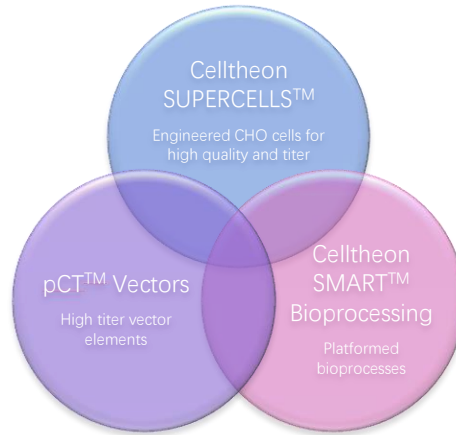 Celltheon
SUPERCELLS™
Engineered CHO cells for
high quality and titer
pCT™ Vectors
High titer vector
elements
Celltheon
SMART™
Bioprocessing
Platformed
bioprocesses